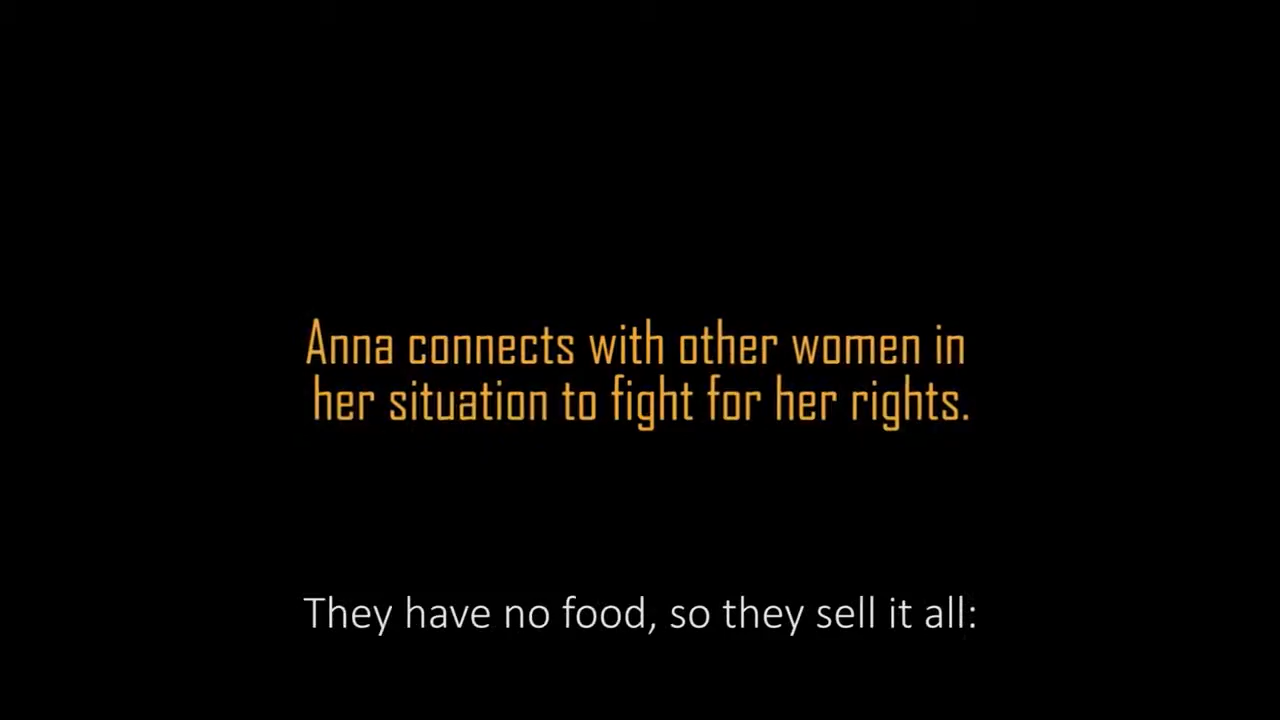 Anna connects with other women in
her situation to fight for her rights.
They have no food, so they sell it all: